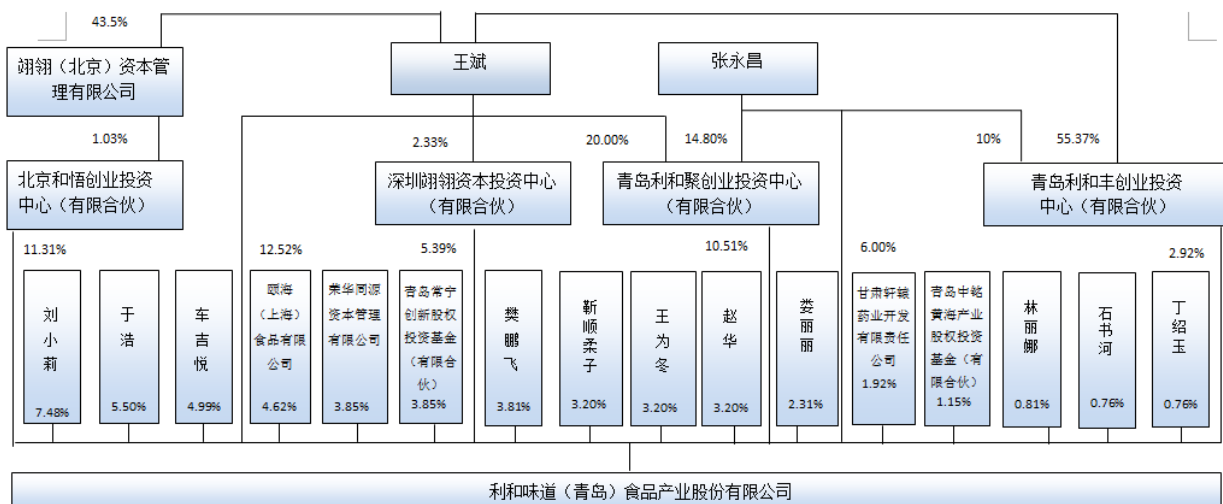 43.5%
翊翎（北京）资本管
理有限公司
王斌
张永昌
1.03%
2.33%
20.00%
14.80%
10%
55.37%
北京和悟创业投资
中心（有限合伙）
深圳翊翎资本投资中心
（有限合伙）
青岛利和聚创业投资中心
（有限合伙）
青岛利和丰创业投资
中心（有限合伙）
11.31%
12.52%
5.39%
10.51%
6.00%
2.92%
刘小莉
7.48%
于浩
5.50%
车吉悦
4.99%
颐海
（上海）
食品有限
公司
4.62%
荣华同源
资本管理
有限公司
3.85%
青岛常宁
创新股权
投资基金
（有限合
伙）
3.85%
樊鹏飞
3.81%
靳顺柔子
3.20%
王为冬
3.20%
赵华
3.20%
娄丽丽
2.31%
甘肃轩辕
药业开发
有限责任
公司
1.92%
青岛中铭
黄海产业
股权投资
基金（有
限合伙）
1.15%
林丽娜
0.81%
石书河
0.76%
丁绍玉
0.76%
利和味道（青岛）食品产业股份有限公司